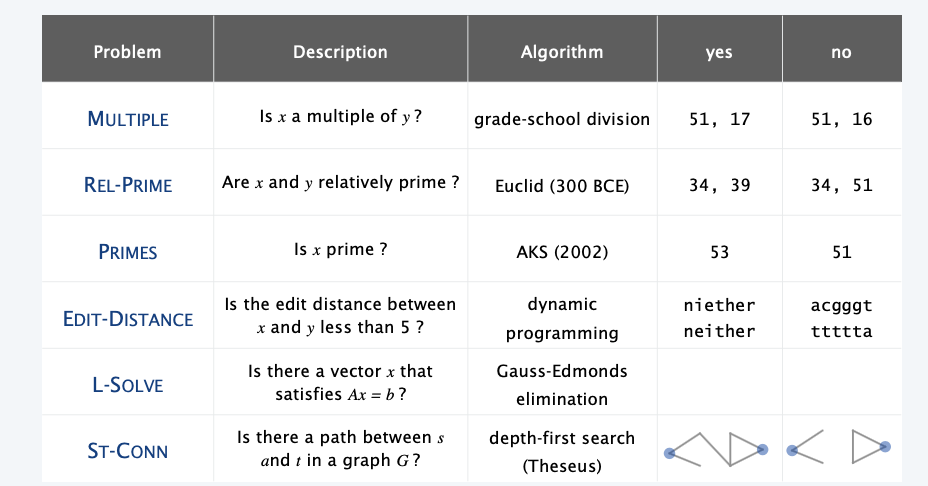 Problem Description Algorithm yes no
MULTIPLE Is x a multiple of y ? grade-school division 51, 17 51, 16
REL-PRIME Are x and y relatively prime ? Euclid (300 BCE) 34, 39 34, 51
PRIMES Is x prime ? AKS (2002) 53 51
EDIT-DISTANCE
Is the edit distance between
x and y less than 5 ?
dynamic
programming
niether
neither
acgggt
ttttta
L-SOLVE
Is there a vector x that
satisfies Ax = b ?
Gauss-Edmonds
elimination
ST-CONN
Is there a path between s
and t in a graph G ?
depth-first search
(Theseus)